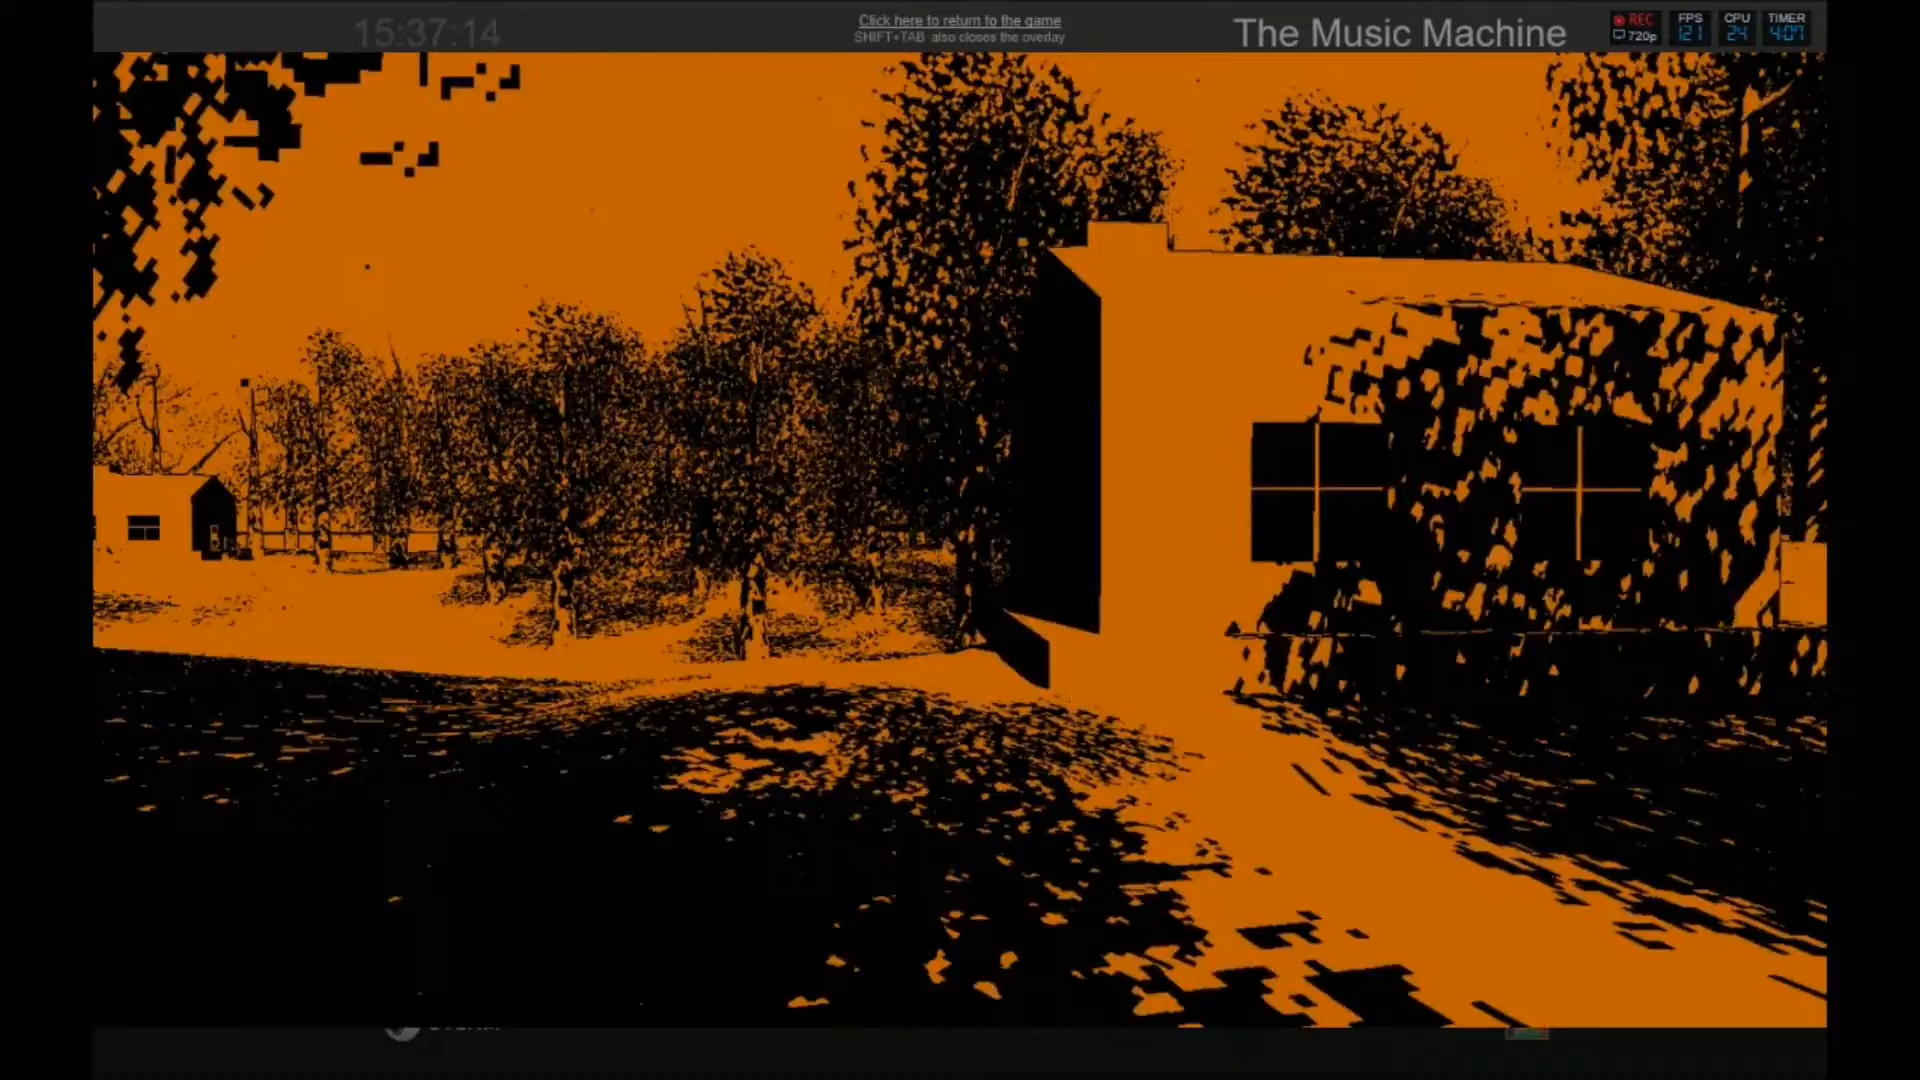 15:37:14
Click here to return to the game
SHIFT+TAB also closes the overlay
The Music Machine
REC
720p
FPS
121
CPU
24
TIMER
4:07